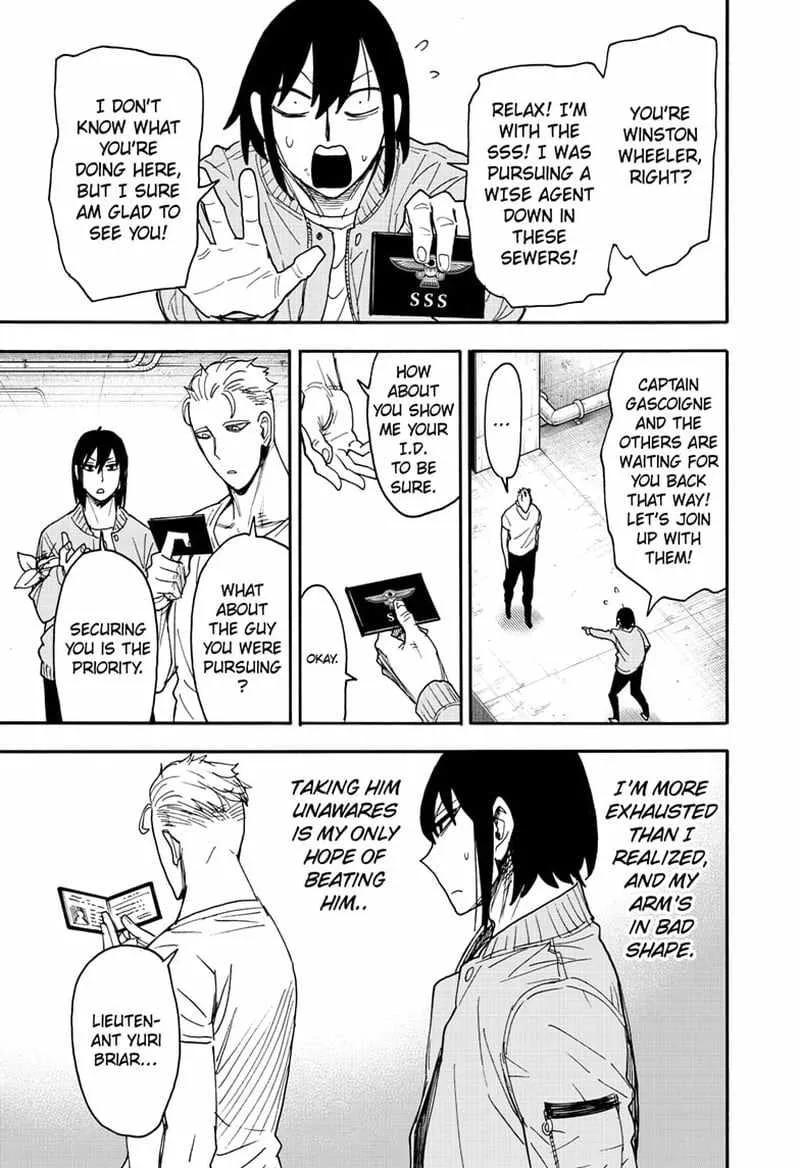 YOU'RE
WINSTON
WHEELER,
RIGHT?
RELAX! I'M
WITH THE
SSS! I WAS
PURSUING A
WISE AGENT
DOWN IN
THESE
SEWERS!
I DON'T
KNOW WHAT
YOU'RE
DOING HERE,
BUT I SURE
AM GLAD TO
SEE YOU!
SSS
CAPTAIN
GASCOIGNE
AND THE
OTHERS ARE
WAITING FOR
YOU BACK
THAT WAY!
LET'S JOIN
UP WITH
THEM!
...
HOW
ABOUT
YOU SHOW
ME YOUR
I.D.
TO BE
SURE.
OKAY.
WHAT
ABOUT
THE GUY
YOU WERE
PURSUING
?
SECURING
YOU IS THE
PRIORITY.
I'M MORE
EXHAUSTED
THAN I
REALIZED,
AND MY
ARM'S
IN BAD
SHAPE.
TAKING HIM
UNAWARES
IS MY ONLY
HOPE OF
BEATING
HIM..
LIEUTEN-
ANT YURI
BRIAR...